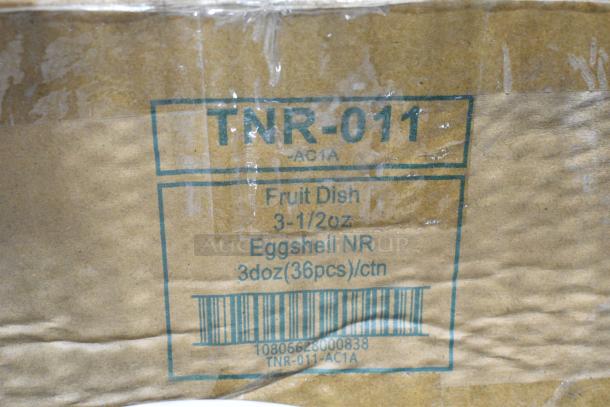 TNR-011
-AC1A
Fruit Dish
3-1/2oz
Eggshell NR
3doz(36pcs)/ctn
10806628000838
TNR-011-AC1A